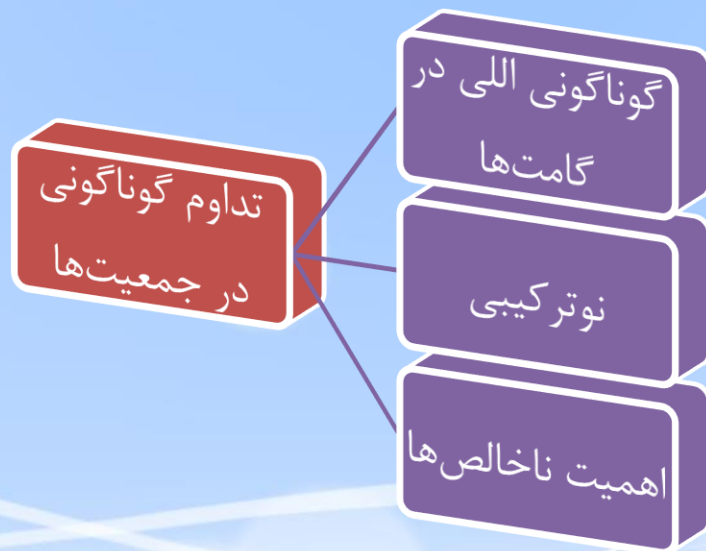 تداوم گوناگونی
در جمعیت‌ها
گوناگونی اللی در
گامت‌ها
نوترکیبی
اهمیت ناخالص‌ها